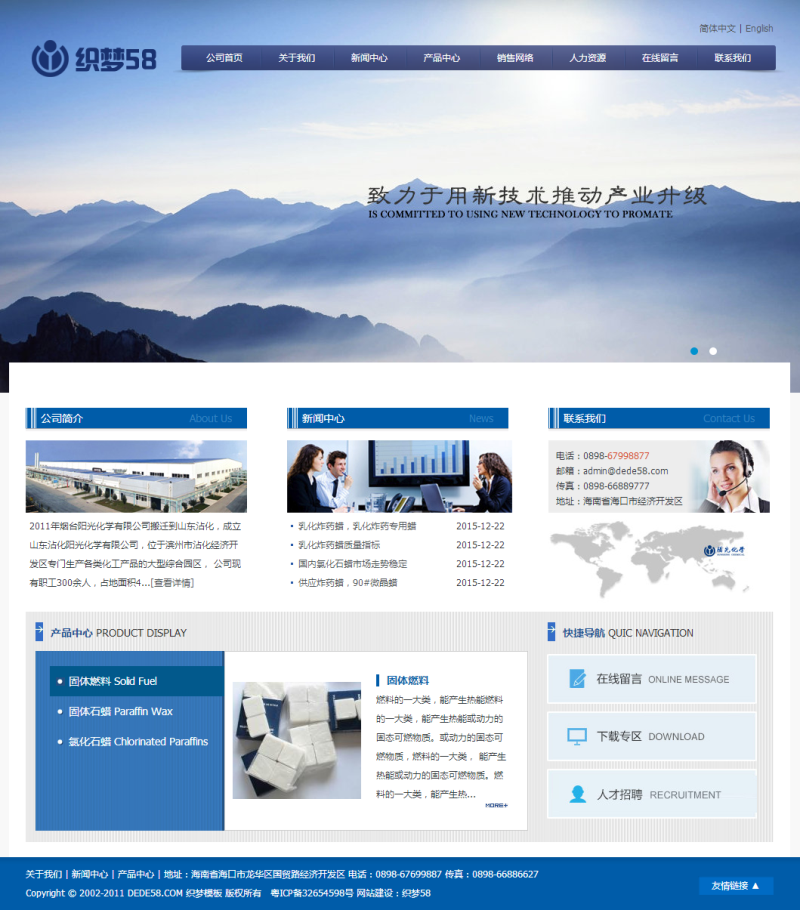 简体中文 | English
织梦58
公司首页 关于我们 新闻中心 产品中心 销售网络 人力资源 在线留言 联系我们
致力于用新技术推动产业升级
IS COMMITTED TO USING NEW TECHNOLOGY TO PROMATE
公司简介 About Us
2011年烟台阳光化学有限公司搬迁到山东沾化，成立
山东沾化阳光化学有限公司，位于滨州市沾化经济开
发区专门生产各类化工产品的大型综合园区， 公司现
有职工300余人，占地面积4...[查看详情]
新闻中心 News
乳化炸药蜡，乳化炸药专用蜡 2015-12-22
乳化炸药蜡质量指标 2015-12-22
国内氯化石蜡市场走势稳定 2015-12-22
供应炸药蜡，90#微晶蜡 2015-12-22
联系我们 Contact Us
电话：0898-67998877
邮箱：admin@dede58.com
传真：0898-66889777
地址：海南省海口市经济开发区
阳光化学
产品中心 PRODUCT DISPLAY
固体燃料 Solid Fuel
固体石蜡 Paraffin Wax
氯化石蜡 Chlorinated Paraffins
固体燃料
燃料的一大类，能产生热能燃料
的一大类，能产生热能或动力的
固态可燃物质。或动力的固态可
燃物质，燃料的一大类， 能产生
热能或动力的固态可燃物质。燃
料的一大类，能产生热...
MORE+
快捷导航 QUIC NAVIGATION
在线留言 ONLINE MESSAGE
下载专区 DOWNLOAD
人才招聘 RECRUITMENT
关于我们 | 新闻中心 | 产品中心 | 地址：海南省海口市龙华区国贸路经济开发区 电话：0898-67699887 传真：0898-66886627
Copyright © 2002-2011 DEDE58.COM 织梦模板 版权所有 粤ICP备32654598号 网站建设：织梦58
友情链接 ▲